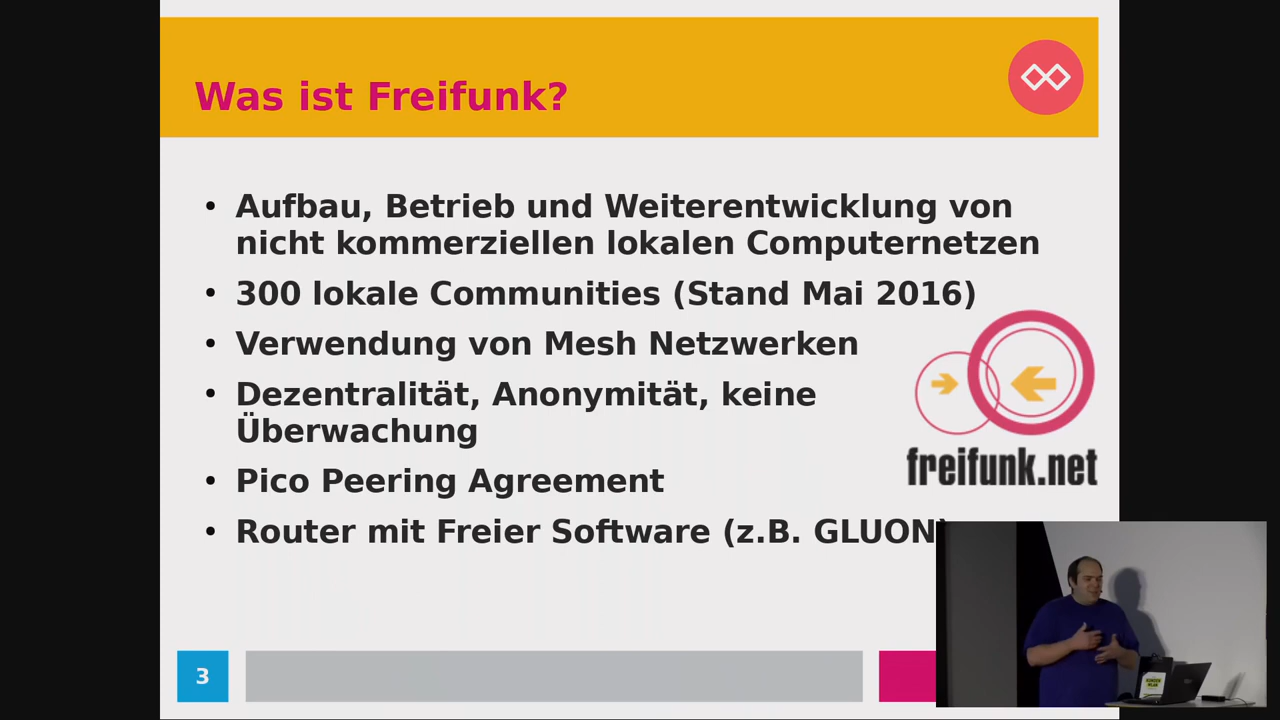 Was ist Freifunk?
• Aufbau, Betrieb und Weiterentwicklung von
nicht kommerziellen lokalen Computernetzen
• 300 lokale Communities (Stand Mai 2016)
• Verwendung von Mesh Netzwerken
• Dezentralität, Anonymität, keine
Überwachung
• Pico Peering Agreement
• Router mit Freier Software (z.B. GLUON)
freifunk.net
3